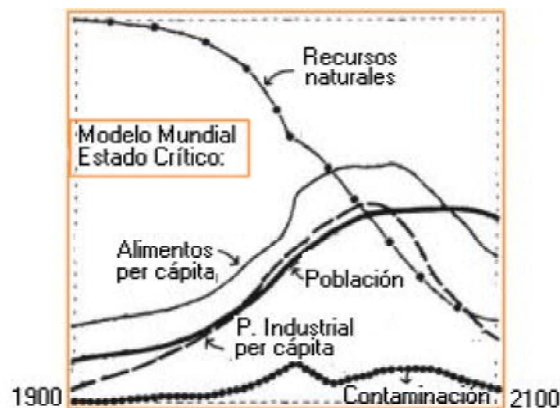 Recursos
naturales
Modelo Mundial
Estado Crítico:
Alimentos
per cápita
Población
P. Industrial
per cápita
Contaminación
1900
2100